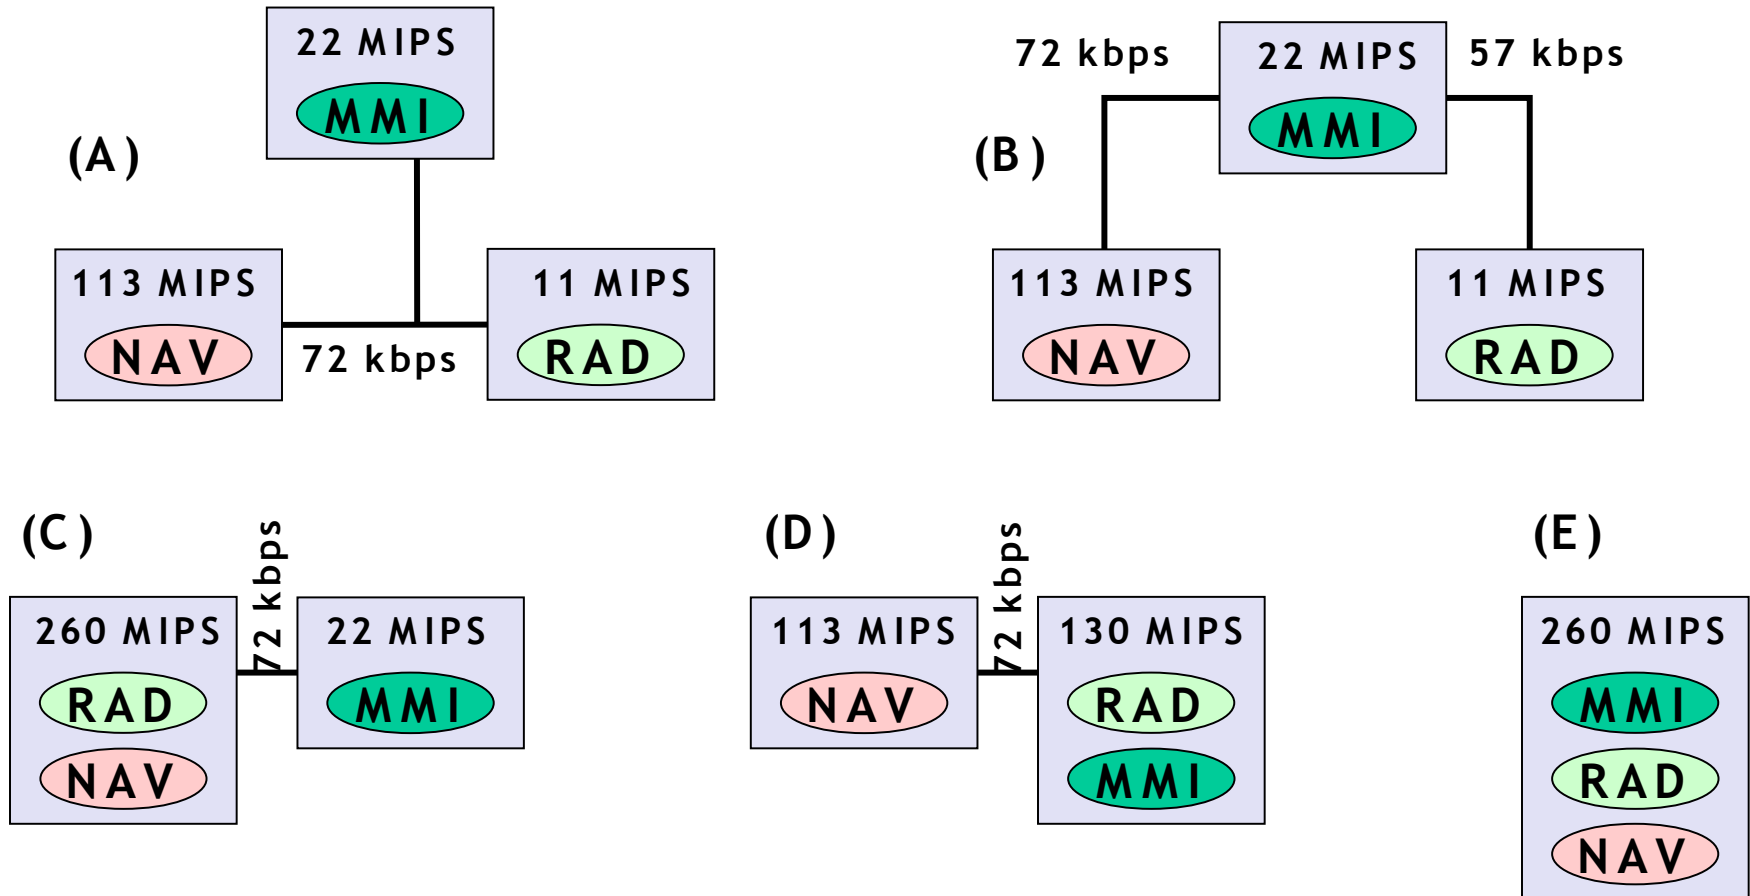 (A)
22 MIPS
MMI
113 MIPS
NAV
72 kbps
11 MIPS
RAD
(B)
72 kbps
22 MIPS
MMI
57 kbps
113 MIPS
NAV
11 MIPS
RAD
(C)
260 MIPS
RAD
NAV
72 kbps
22 MIPS
MMI
(D)
113 MIPS
NAV
72 kbps
130 MIPS
RAD
MMI
(E)
260 MIPS
MMI
RAD
NAV